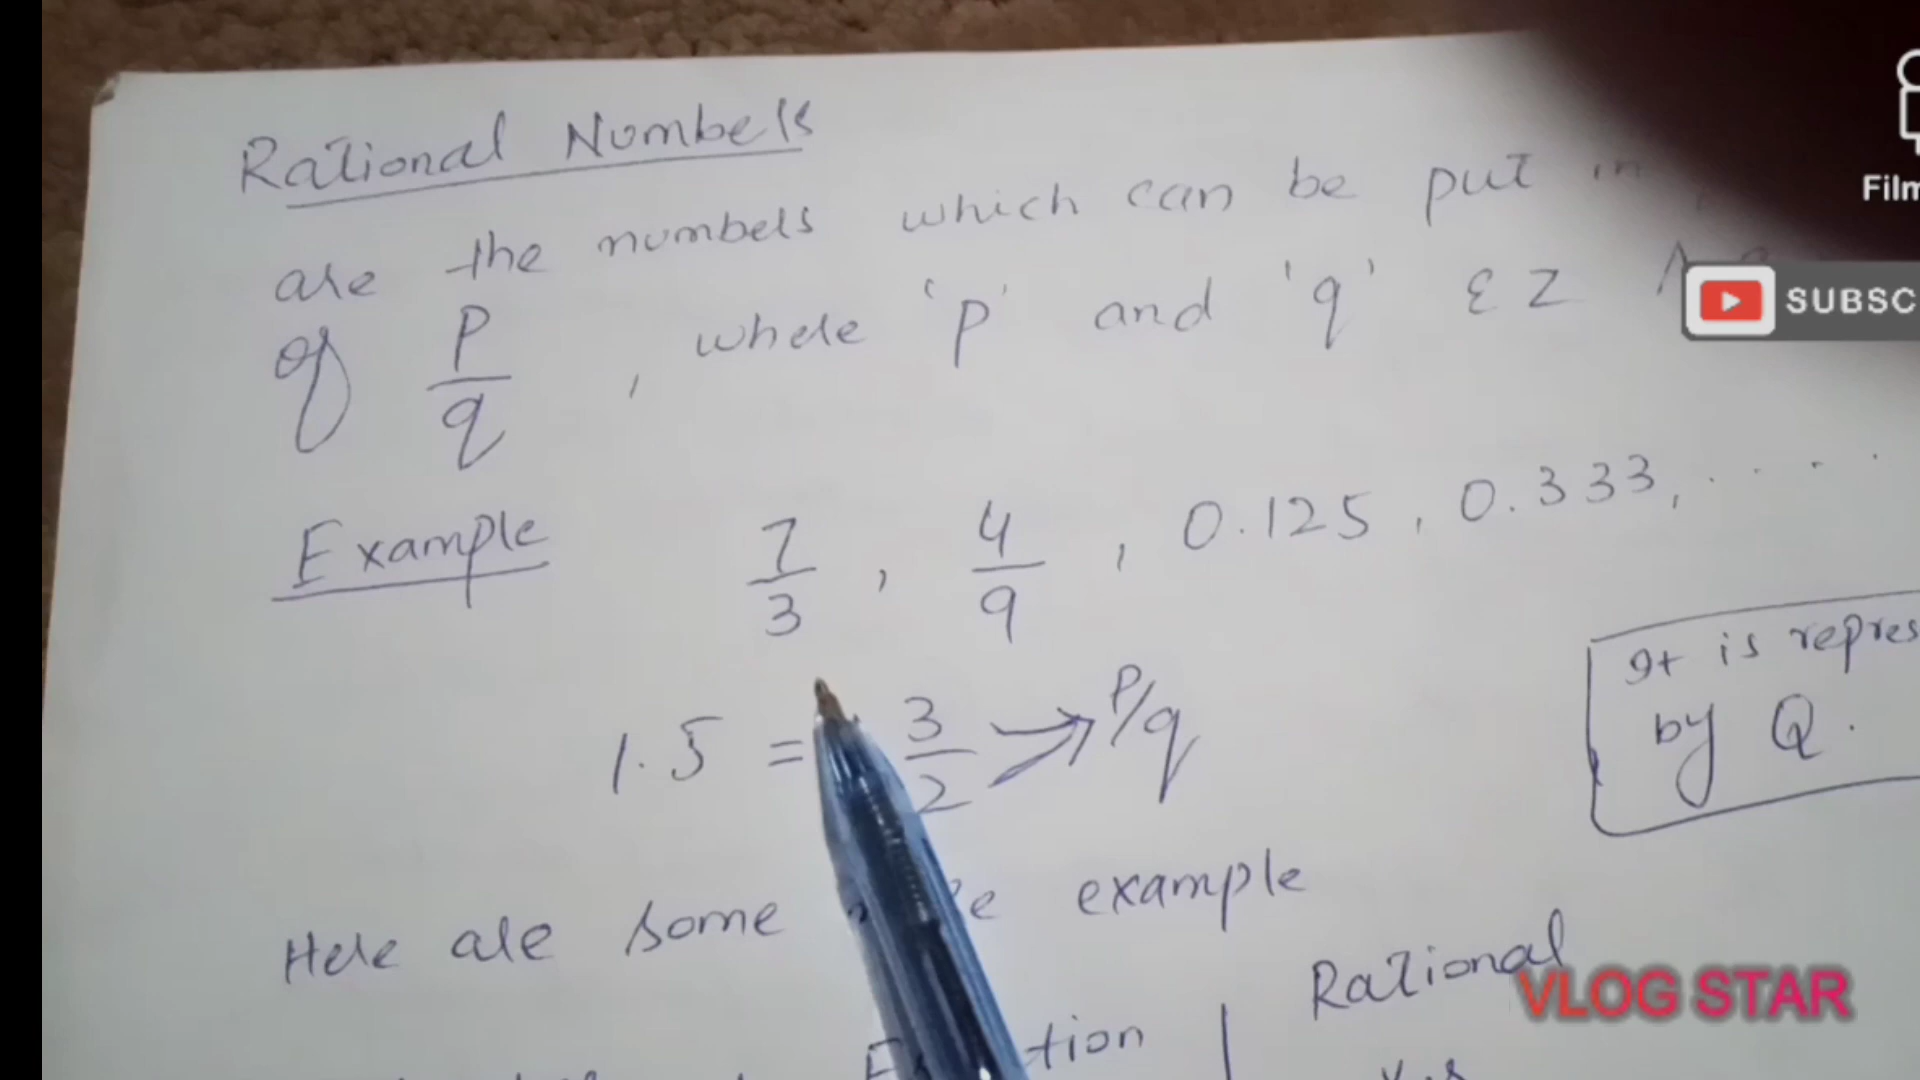 Rational Numbers
are the numbers which can be put in
of p/q , where 'p' and 'q' ε Z
Example 7/3 , 4/9 , 0.125 , 0.333, .....
1.5 = 3/2 → p/q
It is repres
by Q.
Here are some example
Rational
Film
SUBSC
VLOG STAR